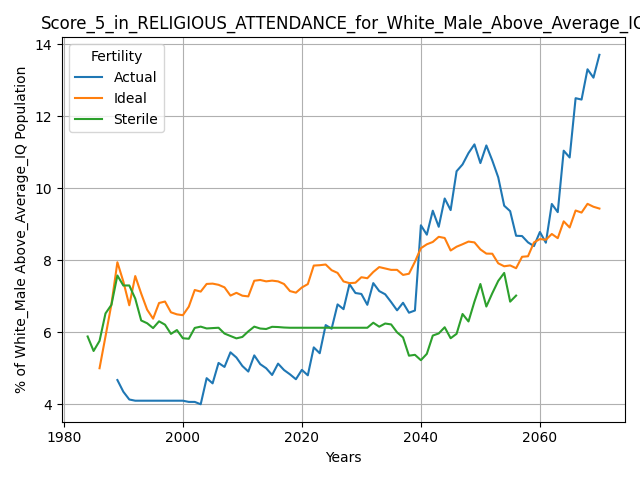 Score_5_in_RELIGIOUS_ATTENDANCE_for_White_Male_Above_Average_IQ
% of White_Male Above_Average_IQ Population
14
12
10
8
6
4
Fertility
Actual
Ideal
Sterile
1980
2000
2020
2040
2060
Years